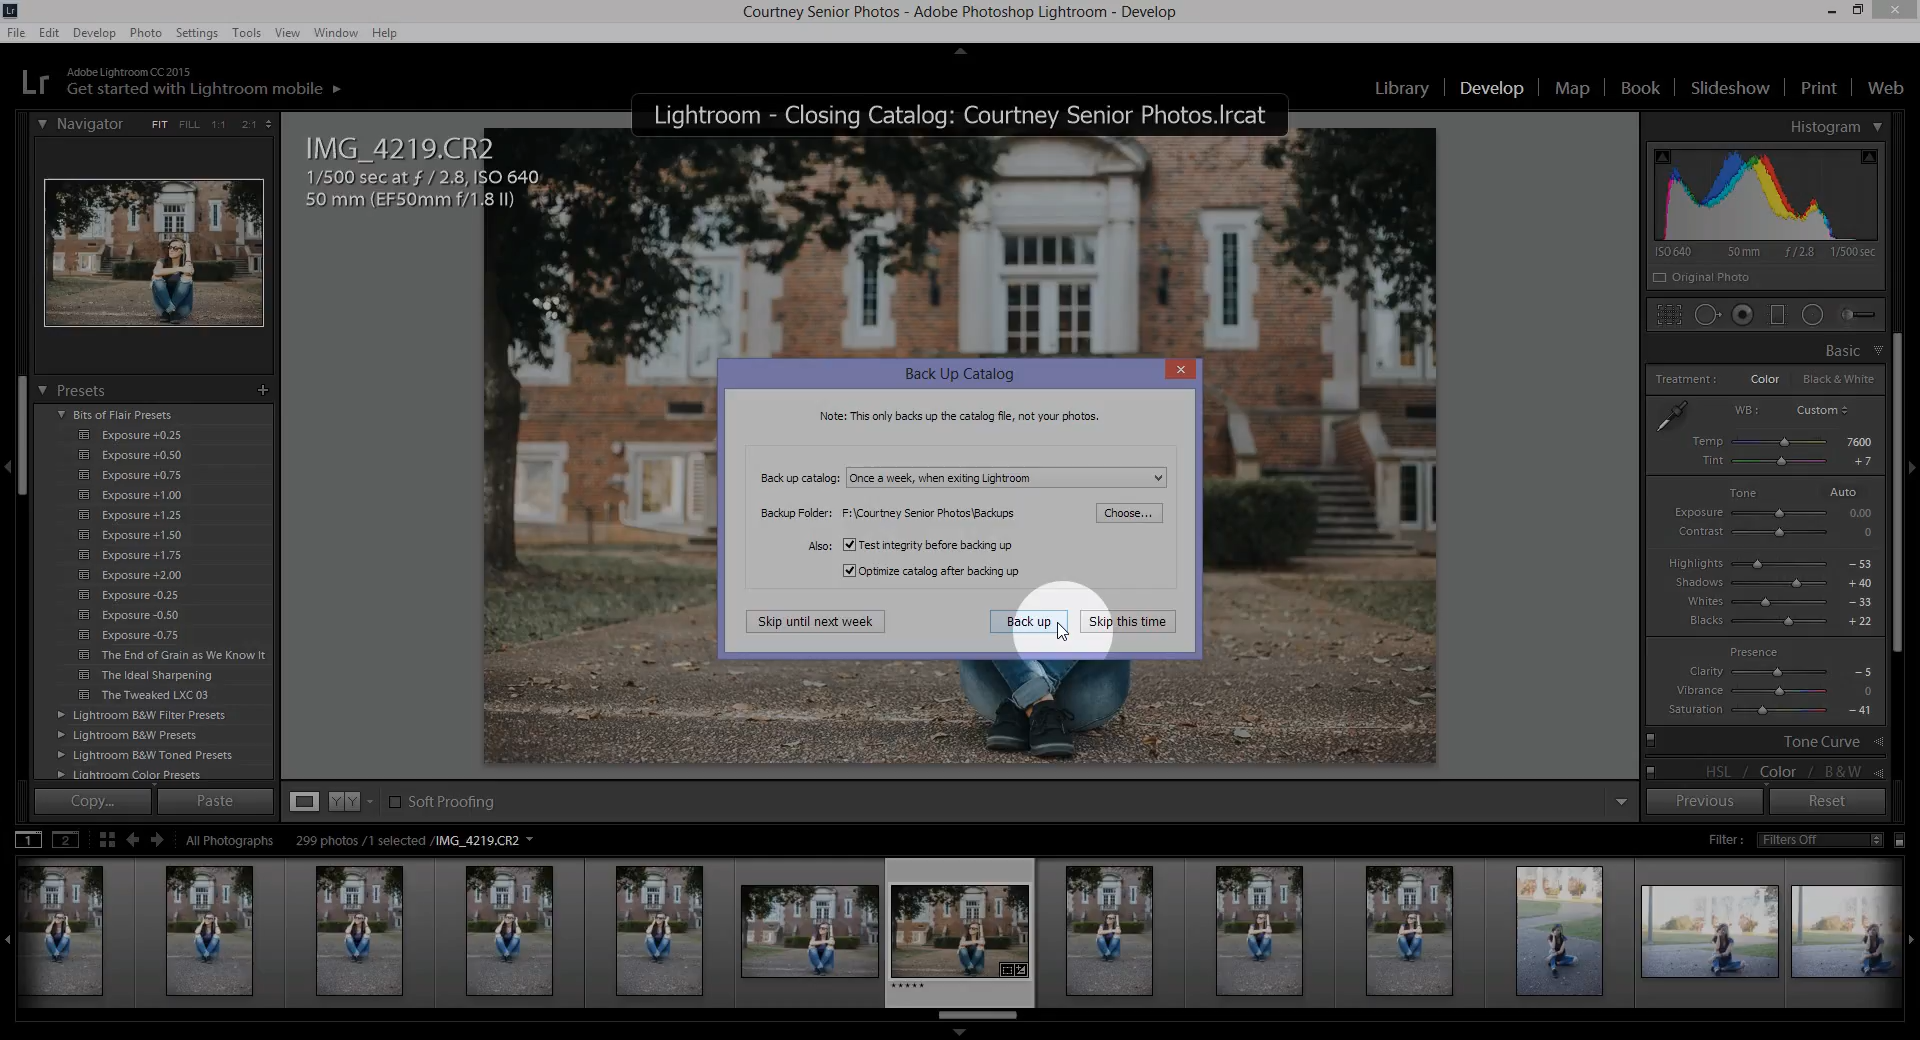 Lr
Courtney Senior Photos - Adobe Photoshop Lightroom - Develop
File Edit Develop Photo Settings Tools View Window Help
Lr
Adobe Lightroom CC 2015
Get started with Lightroom mobile
Library Develop Map Book Slideshow Print Web
Lightroom - Closing Catalog: Courtney Senior Photos.lrcat
Navigator FIT FILL 1:1 2:1
IMG_4219.CR2
1/500 sec at ƒ / 2.8, ISO 640
50 mm (EF50mm f/1.8 II)
Presets
Bits of Flair Presets
Exposure +0.25
Exposure +0.50
Exposure +0.75
Exposure +1.00
Exposure +1.25
Exposure +1.50
Exposure +1.75
Exposure +2.00
Exposure -0.25
Exposure -0.50
Exposure -0.75
The End of Grain as We Know It
The Ideal Sharpening
The Tweaked LXC 03
Lightroom B&W Filter Presets
Lightroom B&W Presets
Lightroom B&W Toned Presets
Lightroom Color Presets
Copy... Paste
Back Up Catalog
Note: This only backs up the catalog file, not your photos.
Back up catalog: Once a week, when exiting Lightroom
Backup Folder: F:\Courtney Senior Photos\Backups Choose...
Also: Test integrity before backing up
Optimize catalog after backing up
Skip until next week Back up Skip this time
Histogram
ISO 640 50 mm ƒ / 2.8 1/500 sec
Original Photo
Basic
Treatment : Color Black & White
WB : Custom
Temp 7600
Tint + 7
Tone Auto
Exposure 0.00
Contrast 0
Highlights − 53
Shadows + 40
Whites − 33
Blacks + 22
Presence
Clarity − 5
Vibrance 0
Saturation − 41
Tone Curve
HSL / Color / B & W
Previous Reset
YY Soft Proofing
1 2 All Photographs 299 photos / 1 selected / IMG_4219.CR2 Filter : Filters Off